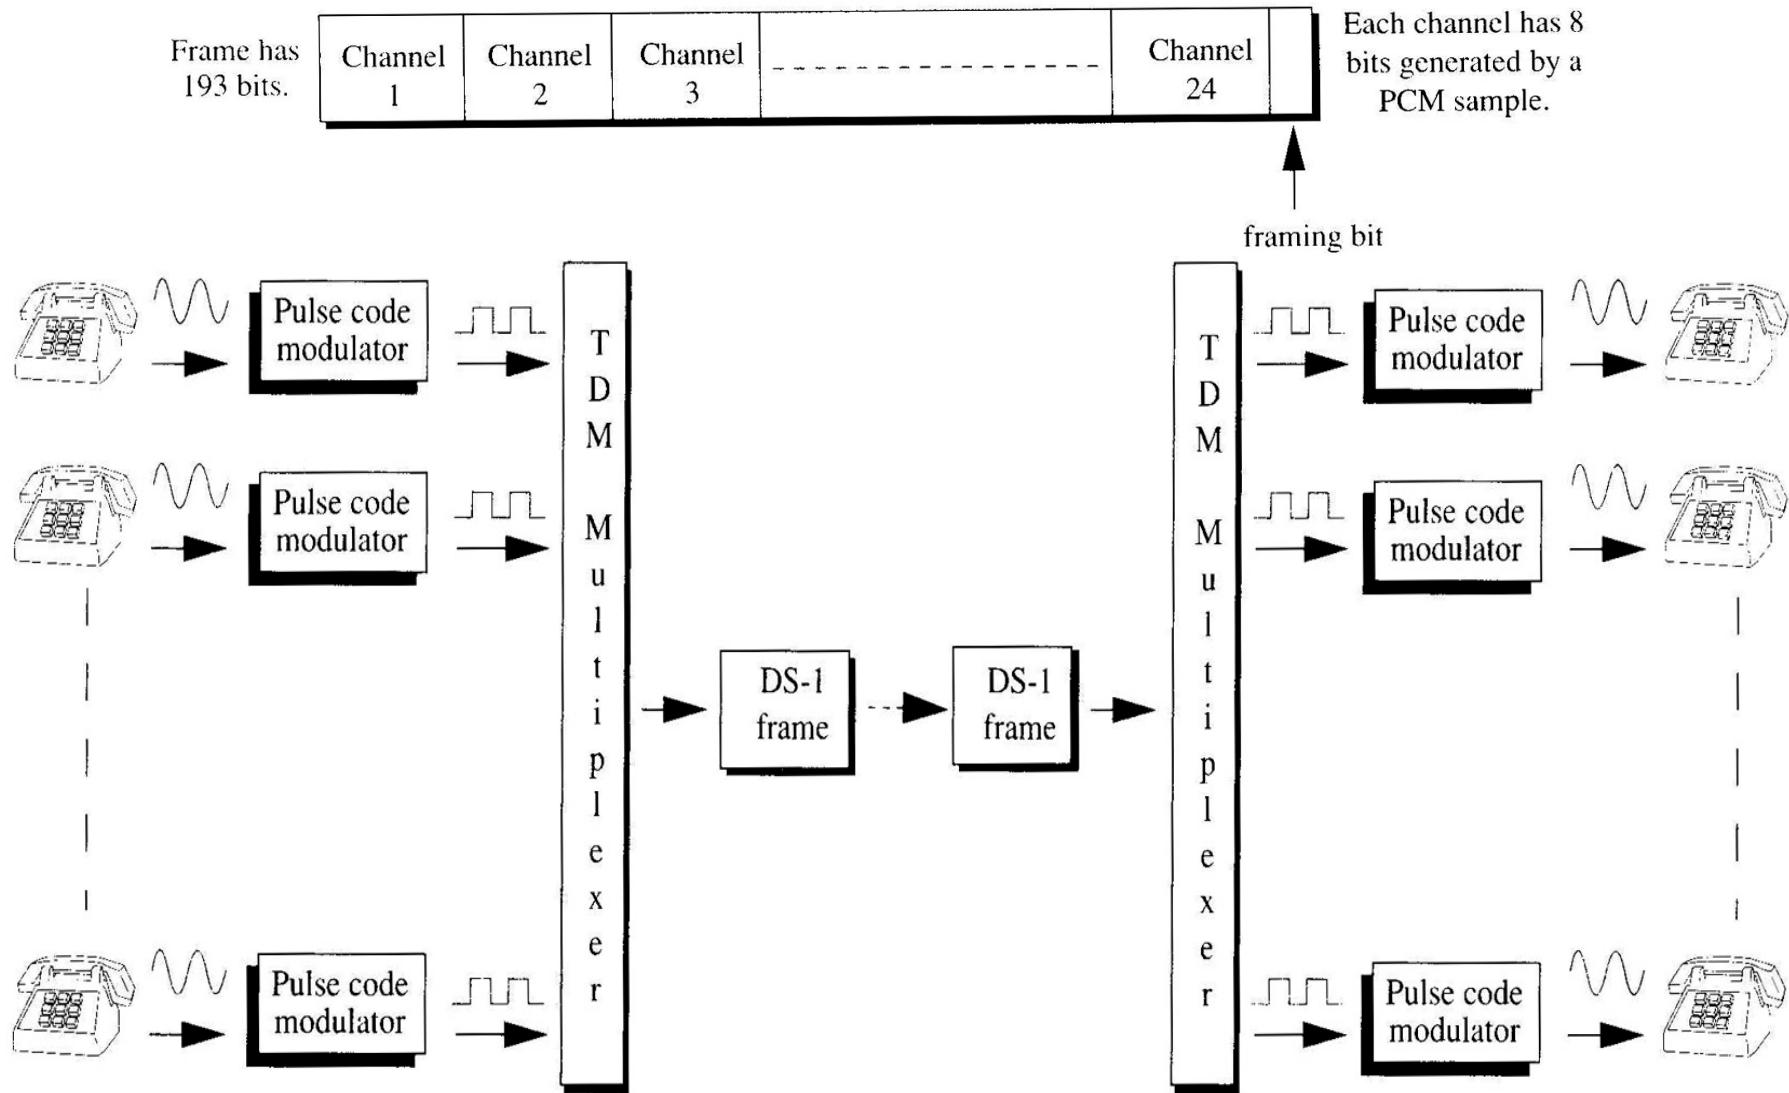 Frame has
193 bits.
Channel
1
Channel
2
Channel
3
Channel
24
Each channel has 8
bits generated by a
PCM sample.
framing bit
Pulse code
modulator
Pulse code
modulator
Pulse code
modulator
TDM Multiplexer
DS-1
frame
DS-1
frame
TDM Multiplexer
Pulse code
modulator
Pulse code
modulator
Pulse code
modulator